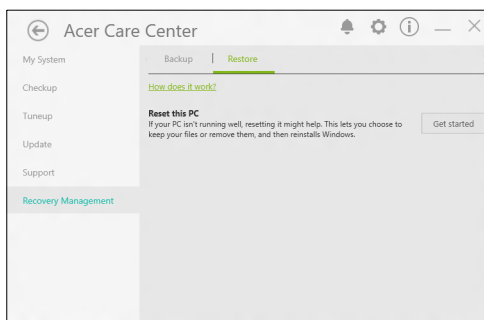 Acer Care Center
My System
Checkup
Tuneup
Update
Support
Recovery Management
Backup | Restore
How does it work?
Reset this PC
If your PC isn't running well, resetting it might help. This lets you choose to
keep your files or remove them, and then reinstalls Windows.
Get started